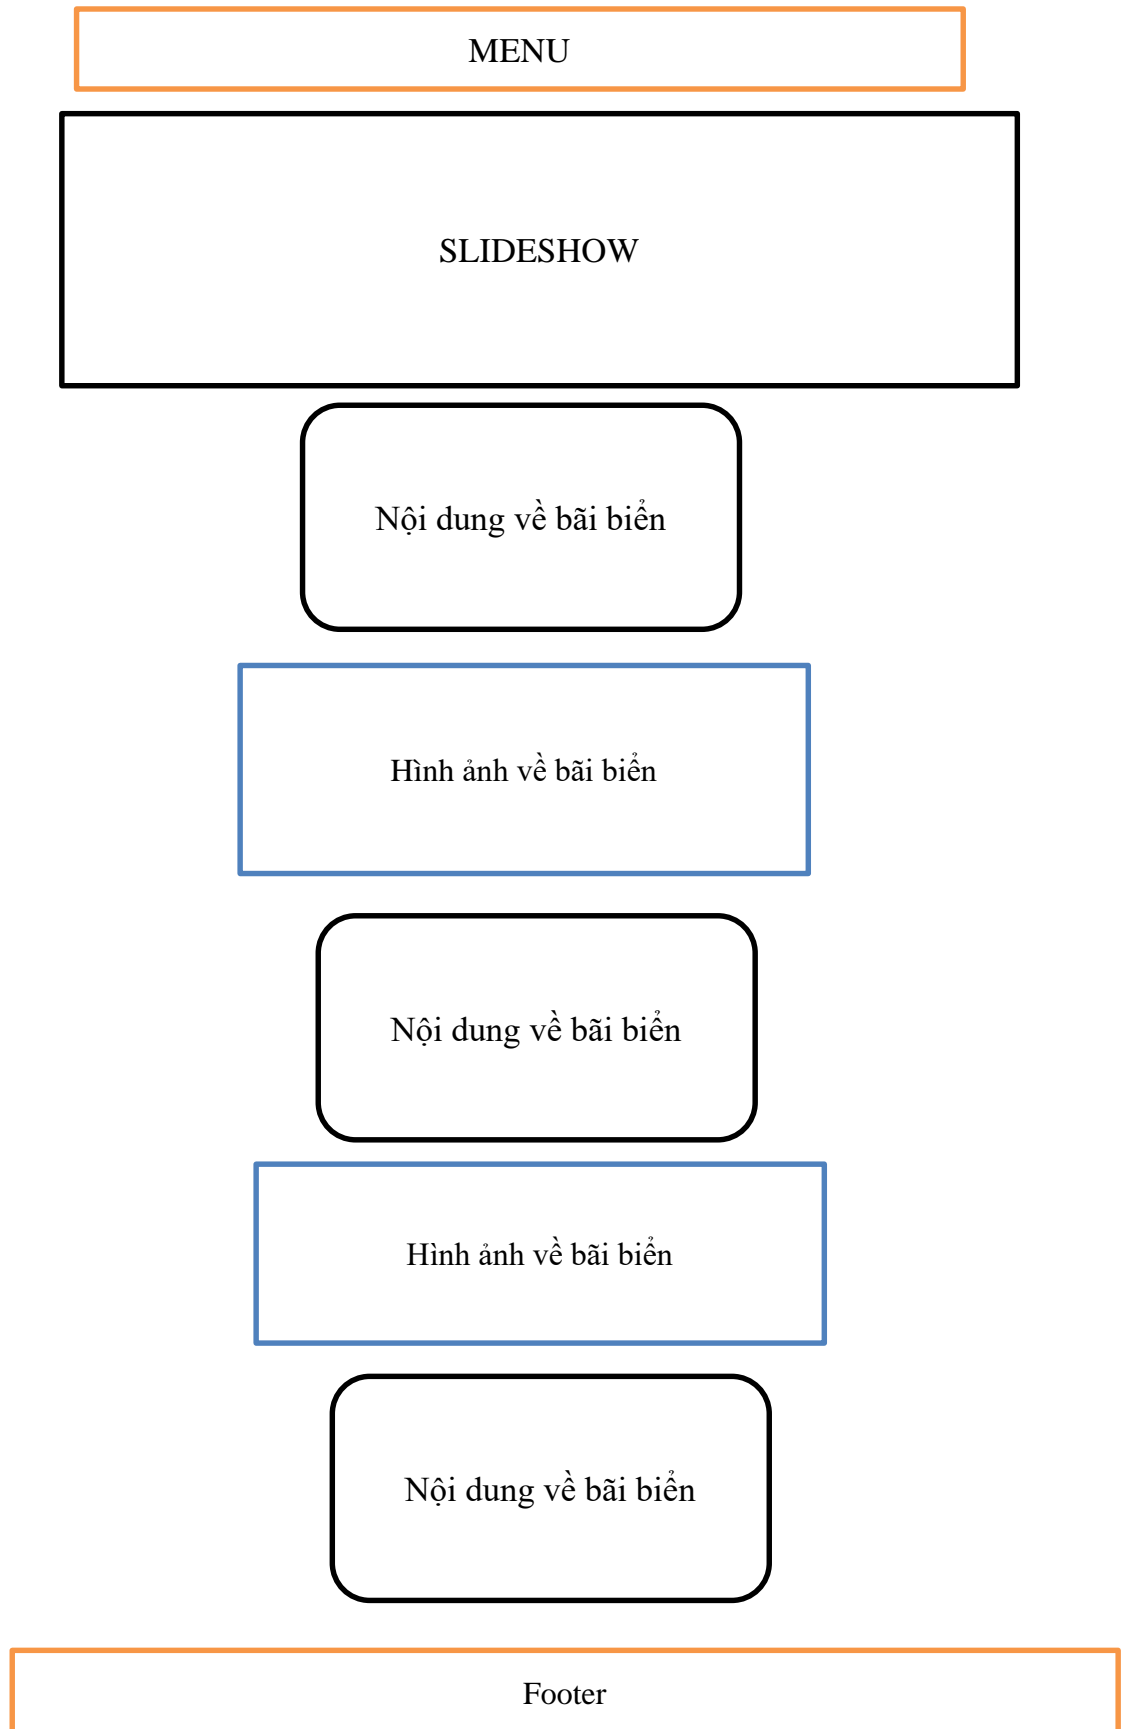 MENU
SLIDESHOW
Nội dung về bãi biển
Hình ảnh về bãi biển
Nội dung về bãi biển
Hình ảnh về bãi biển
Nội dung về bãi biển
Footer